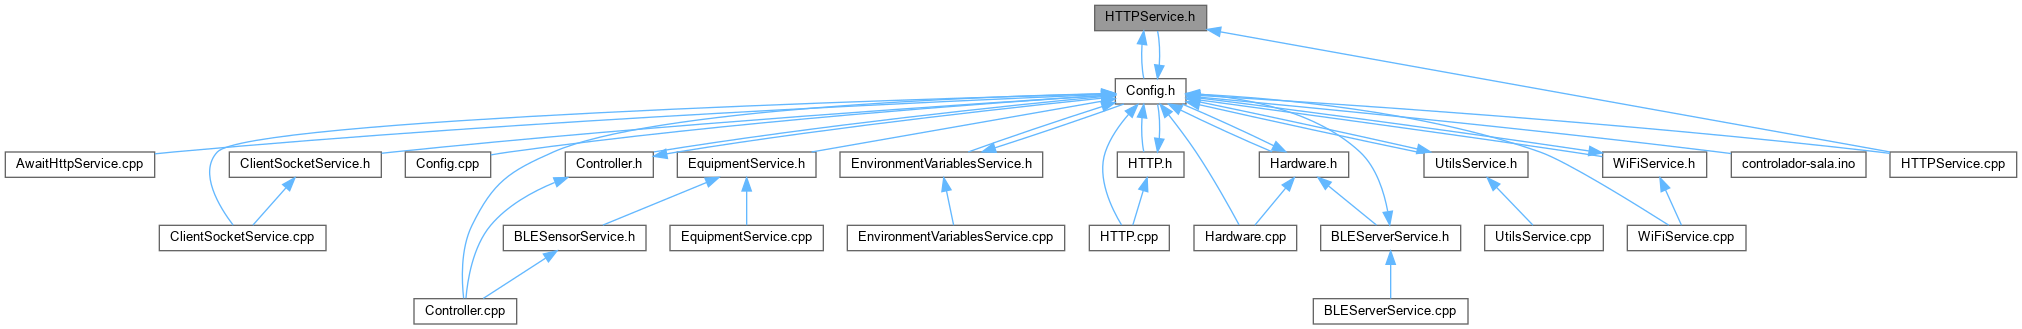 HTTPService.h
Config.h
AwaitHttpService.cpp
ClientSocketService.h
Config.cpp
Controller.h
EquipmentService.h
EnvironmentVariablesService.h
HTTP.h
Hardware.h
UtilsService.h
WiFiService.h
controlador-sala.ino
HTTPService.cpp
ClientSocketService.cpp
BLESensorService.h
EquipmentService.cpp
EnvironmentVariablesService.cpp
HTTP.cpp
Hardware.cpp
BLEServerService.h
UtilsService.cpp
WiFiService.cpp
Controller.cpp
BLEServerService.cpp